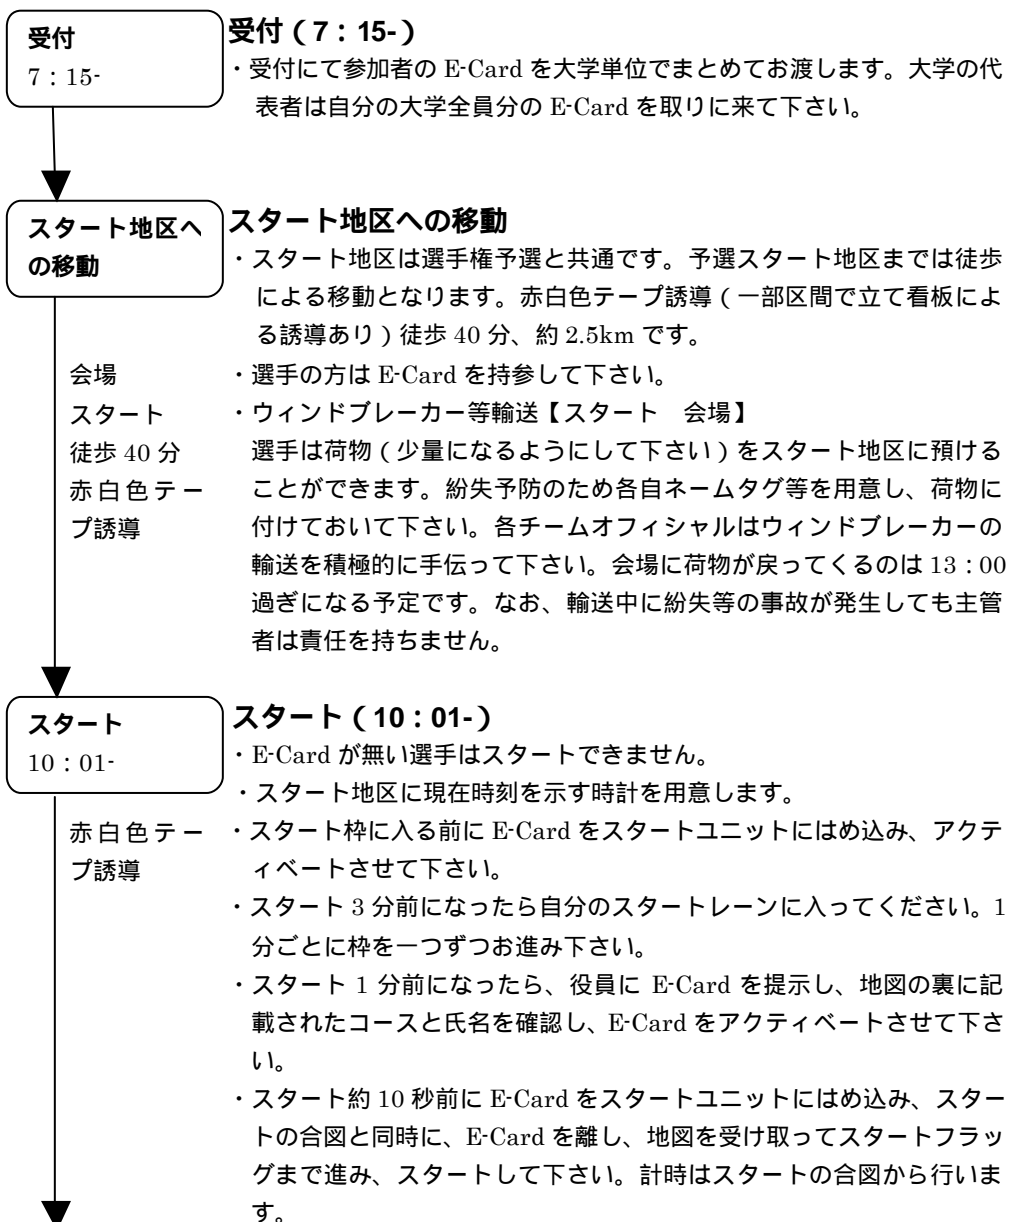 受付
7：15-
受付（7：15-）
・受付にて参加者の E-Card を大学単位でまとめてお渡します。大学の代
表者は自分の大学全員分の E-Card を取りに来て下さい。
スタート地区へ
の移動
スタート地区への移動
・スタート地区は選手権予選と共通です。予選スタート地区までは徒歩
による移動となります。赤白色テープ誘導（一部区間で立て看板によ
る誘導あり）徒歩 40 分、約 2.5km です。
会場
スタート
徒歩 40 分
赤白色テー
プ誘導
・選手の方は E-Card を持参して下さい。
・ウィンドブレーカー等輸送【スタート　会場】
選手は荷物（少量になるようにして下さい）をスタート地区に預ける
ことができます。紛失予防のため各自ネームタグ等を用意し、荷物に
付けておいて下さい。各チームオフィシャルはウィンドブレーカーの
輸送を積極的に手伝って下さい。会場に荷物が戻ってくるのは 13：00
過ぎになる予定です。なお、輸送中に紛失等の事故が発生しても主管
者は責任を持ちません。
スタート
10：01-
スタート（10：01-）
・E-Card が無い選手はスタートできません。
・スタート地区に現在時刻を示す時計を用意します。
赤白色テー
プ誘導
・スタート枠に入る前に E-Card をスタートユニットにはめ込み、アクテ
ィベートさせて下さい。
・スタート 3 分前になったら自分のスタートレーンに入ってください。1
分ごとに枠を一つずつお進み下さい。
・スタート 1 分前になったら、役員に E-Card を提示し、地図の裏に記
載されたコースと氏名を確認し、E-Card をアクティベートさせて下さ
い。
・スタート約 10 秒前に E-Card をスタートユニットにはめ込み、スター
トの合図と同時に、E-Card を離し、地図を受け取ってスタートフラッ
グまで進み、スタートして下さい。計時はスタートの合図から行いま
す。